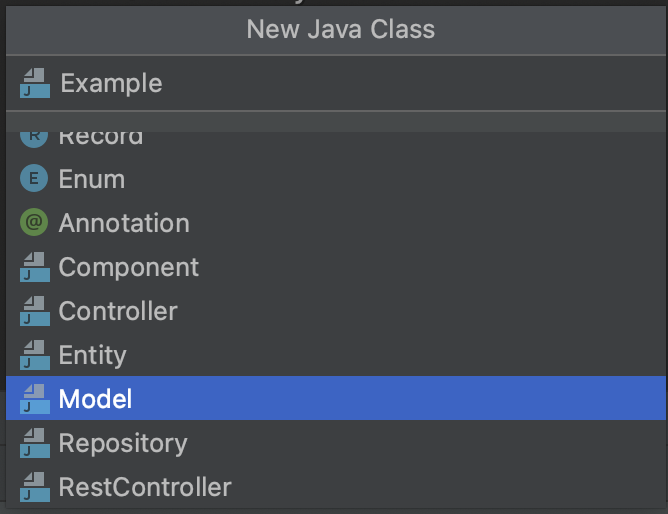 New Java Class
Example
Record
Enum
Annotation
Component
Controller
Entity
Model
Repository
RestController